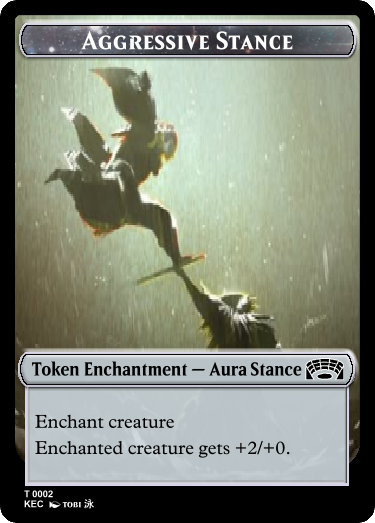 Aggressive Stance
Token Enchantment — Aura Stance
Enchant creature
Enchanted creature gets +2/+0.
T 0002
KEC TOBI 泳